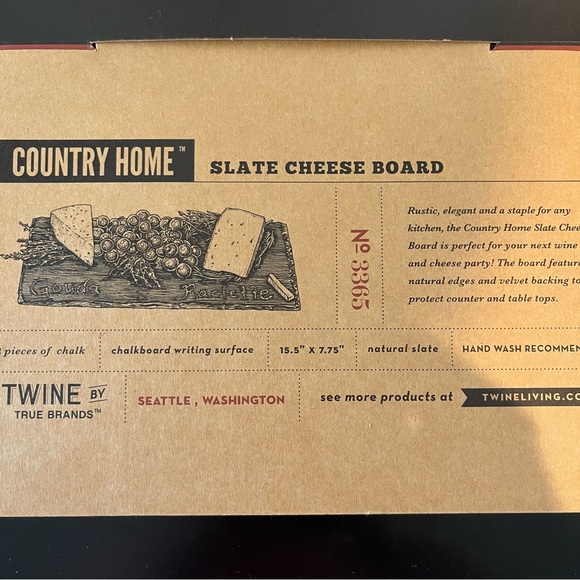 COUNTRY HOME™
SLATE CHEESE BOARD
Gouda
Raclette
Nº 3365
Rustic, elegant and a staple for any
kitchen, the Country Home Slate Chee
Board is perfect for your next wine
and cheese party! The board feature
natural edges and velvet backing to
protect counter and table tops.
pieces of chalk
chalkboard writing surface
15.5" X 7.75"
natural slate
HAND WASH RECOMMEN
TWINE BY
TRUE BRANDS™
SEATTLE, WASHINGTON
see more products at
TWINELIVING.CO